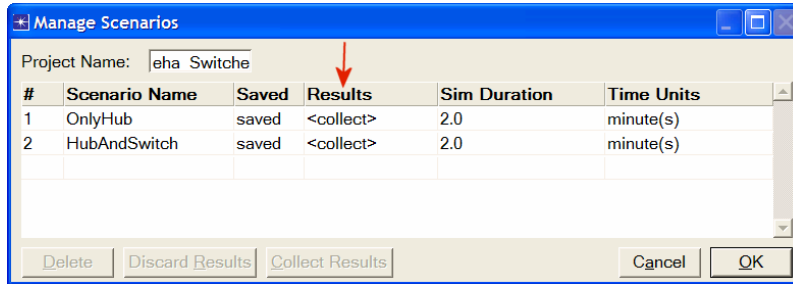 Manage Scenarios
Project Name: eha Switche
# Scenario Name Saved Results Sim Duration Time Units
1 OnlyHub saved <collect> 2.0 minute(s)
2 HubAndSwitch saved <collect> 2.0 minute(s)
Delete Discard Results Collect Results Cancel OK